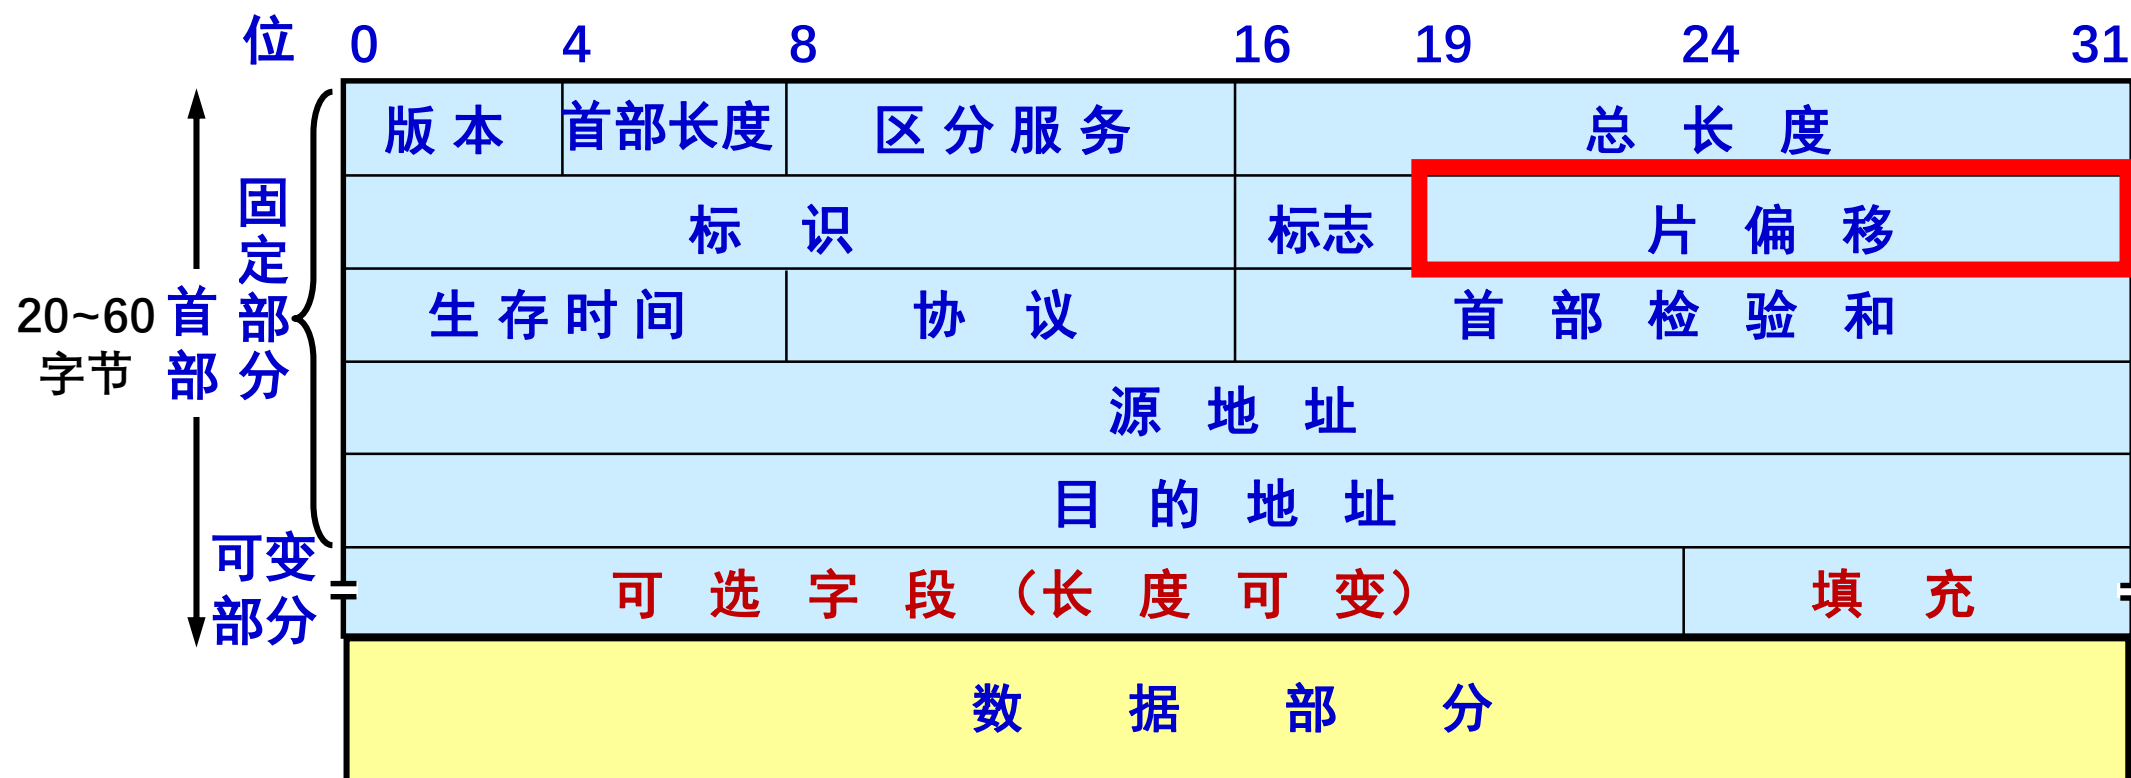 位 0 4 8 16 19 24 31
版本 首部长度 区分服务 总长度
标识 标志 片偏移
生存时间 协议 首部检验和
源地址
目的地址
可选字段（长度可变） 填充
数据部分
固定部分
首部
20~60
字节
可变
部分